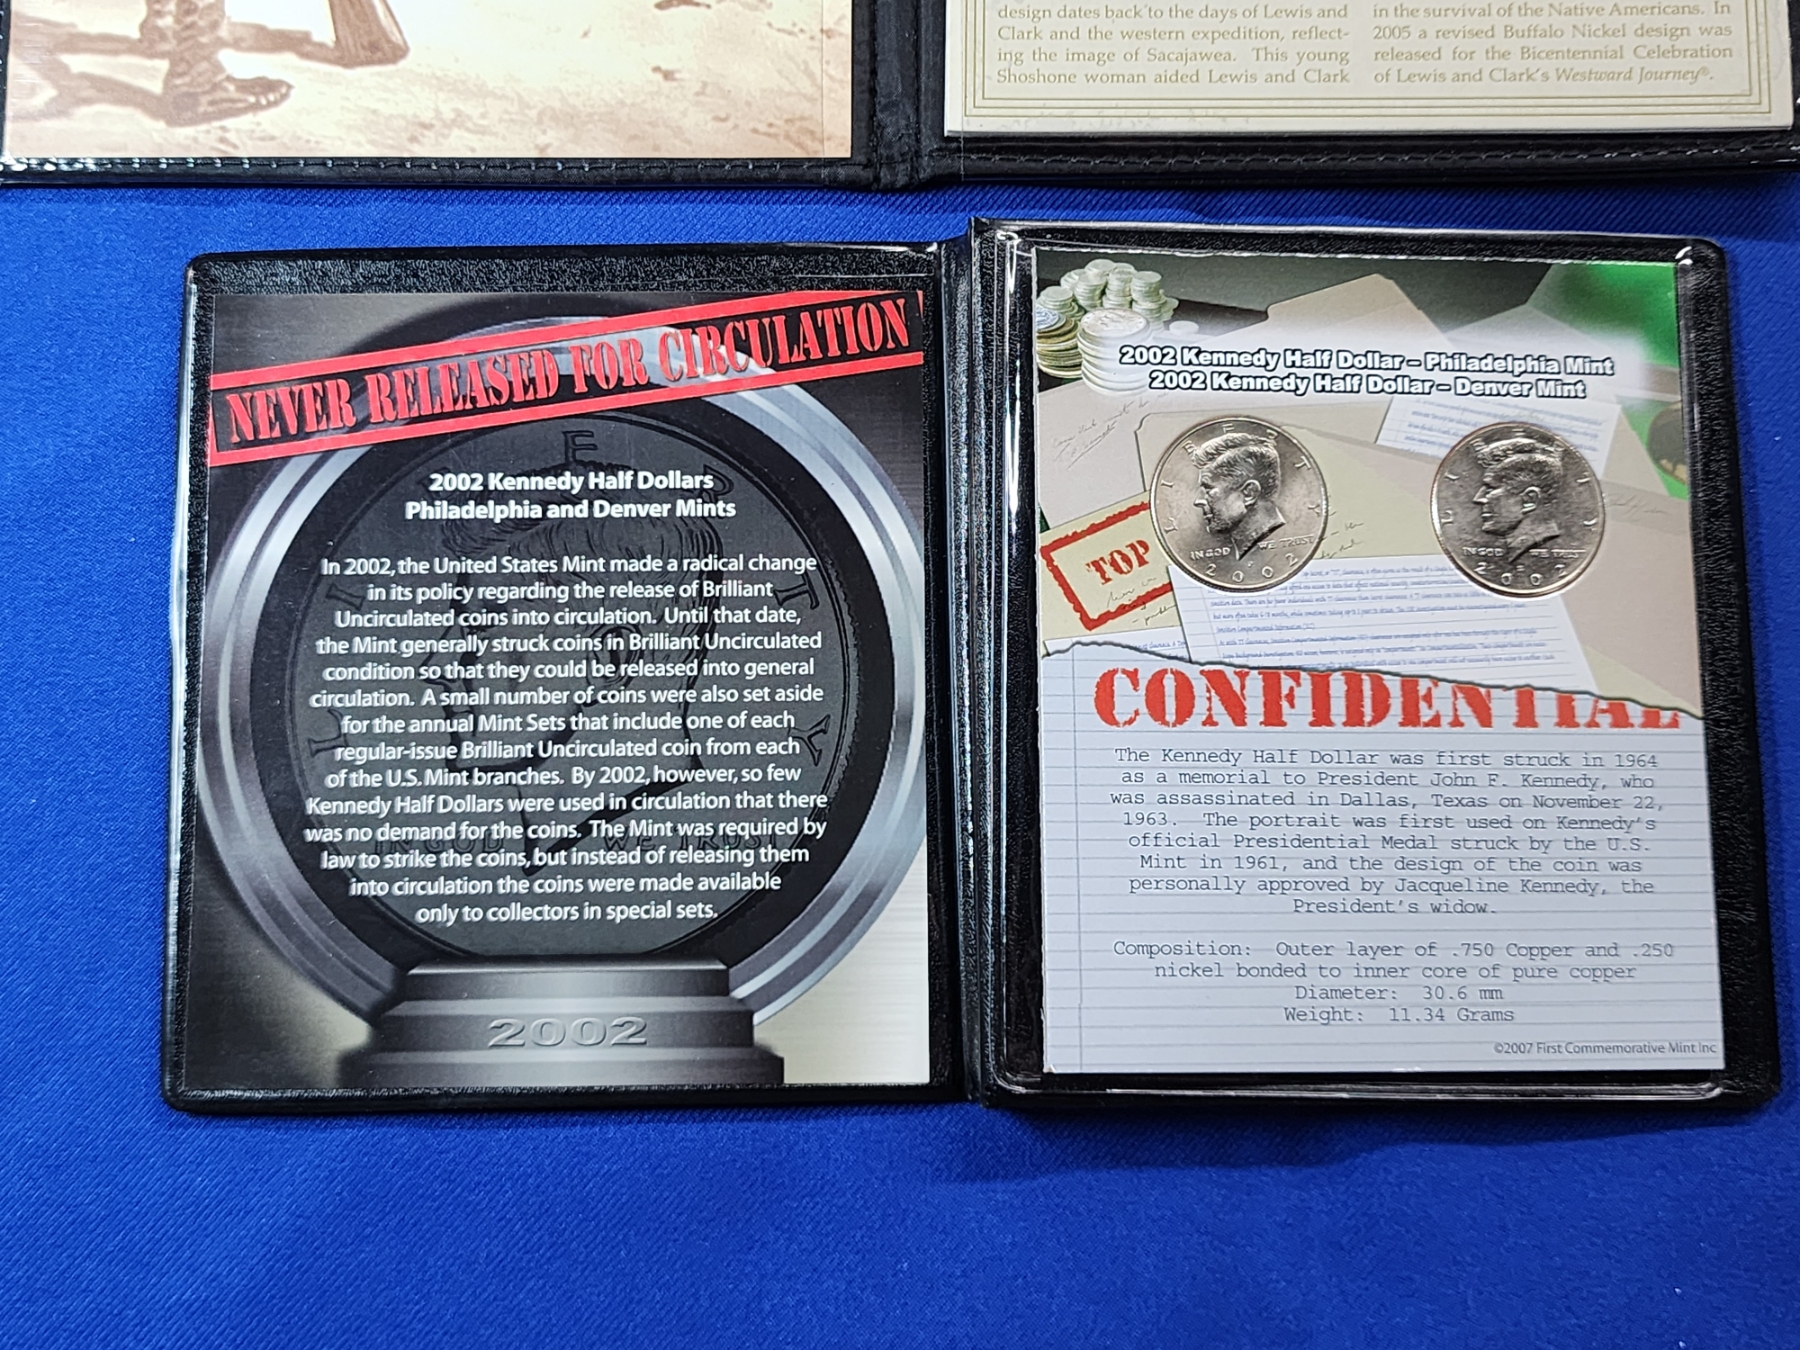 design dates back to the days of Lewis and
Clark and the western expedition, reflect-
ing the image of Sacajawea. This young
Shoshone woman aided Lewis and Clark
in the survival of the Native Americans. In
2005 a revised Buffalo Nickel design was
released for the Bicentennial Celebration
of Lewis and Clark's Westward Journey®.
NEVER RELEASED FOR CIRCULATION
2002 Kennedy Half Dollars
Philadelphia and Denver Mints
In 2002, the United States Mint made a radical change
in its policy regarding the release of Brilliant
Uncirculated coins into circulation. Until that date,
the Mint generally struck coins in Brilliant Uncirculated
condition so that they could be released into general
circulation. A small number of coins were also set aside
for the annual Mint Sets that include one of each
regular-issue Brilliant Uncirculated coin from each
of the U.S. Mint branches. By 2002, however, so few
Kennedy Half Dollars were used in circulation that there
was no demand for the coins. The Mint was required by
law to strike the coins, but instead of releasing them
into circulation the coins were made available
only to collectors in special sets.
2002
2002 Kennedy Half Dollar – Philadelphia Mint
2002 Kennedy Half Dollar – Denver Mint
LIBERTY
IN GOD WE TRUST
2002
LIBERTY
IN GOD WE TRUST
2002
TOP
CONFIDENTIAL
The Kennedy Half Dollar was first struck in 1964
as a memorial to President John F. Kennedy, who
was assassinated in Dallas, Texas on November 22,
1963. The portrait was first used on Kennedy's
official Presidential Medal struck by the U.S.
Mint in 1961, and the design of the coin was
personally approved by Jacqueline Kennedy, the
President's widow.
Composition: Outer layer of .750 Copper and .250
nickel bonded to inner core of pure copper
Diameter: 30.6 mm
Weight: 11.34 Grams
©2007 First Commemorative Mint Inc